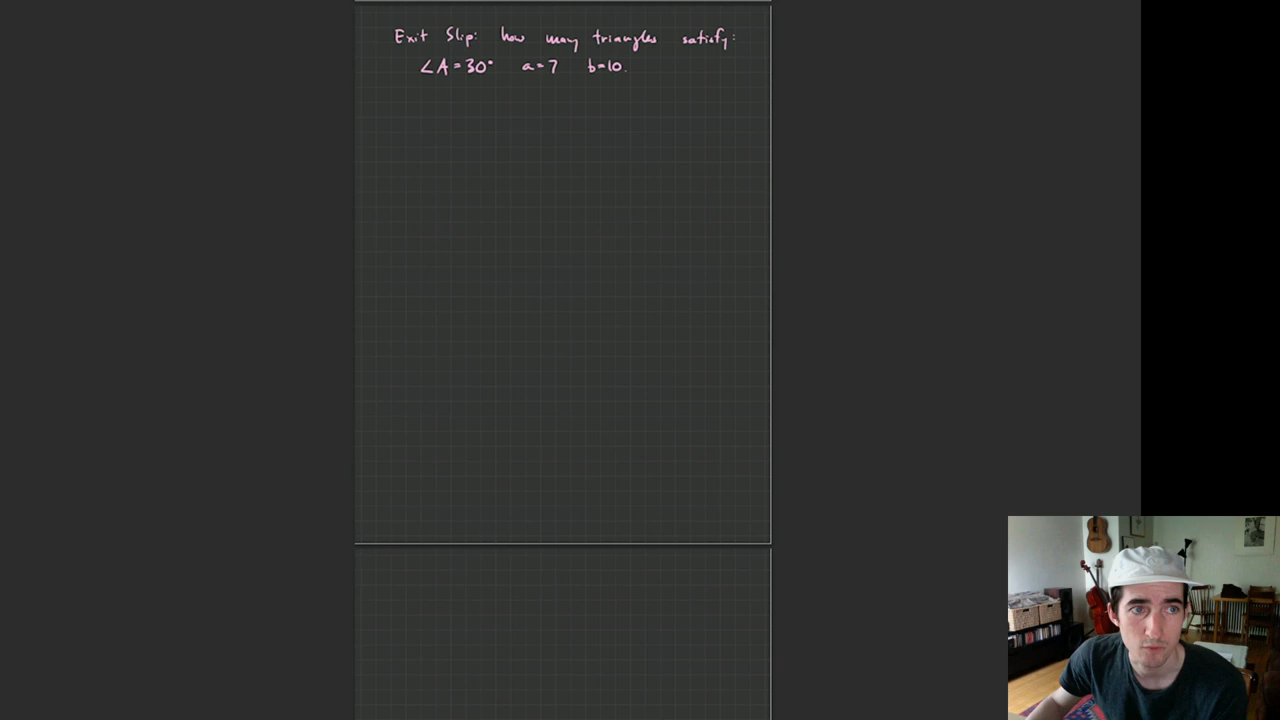 Exit Slip: how many triangles satisfy:
∠A = 30° a = 7 b = 10.